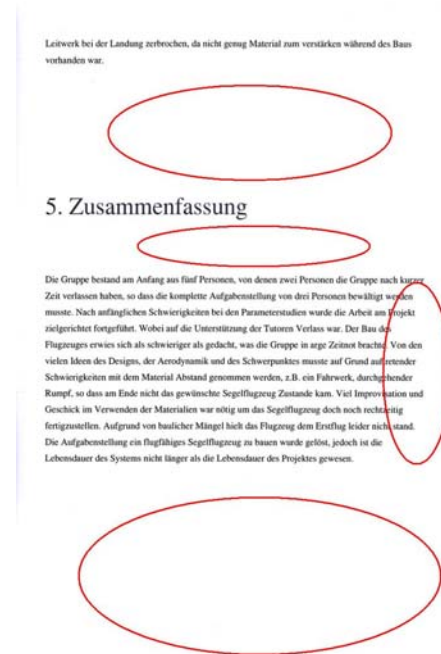 Leitwerk bei der Landung zerbrochen, da nicht genug Material zum verstärken während des Baus
vorhanden war.
5. Zusammenfassung
Die Gruppe bestand am Anfang aus fünf Personen, von denen zwei Personen die Gruppe nach kurzer
Zeit verlassen haben, so dass die komplette Aufgabenstellung von drei Personen bewältigt werden
musste. Nach anfänglichen Schwierigkeiten bei den Parameterstudien wurde die Arbeit am Projekt
zielgerichtet fortgeführt. Wobei auf die Unterstützung der Tutoren Verlass war. Der Bau des
Flugzeuges erwies sich als schwieriger als gedacht, was die Gruppe in arge Zeitnot brachte. Von den
vielen Ideen des Designs, der Aerodynamik und des Schwerpunktes musste auf Grund auftretender
Schwierigkeiten mit dem Material Abstand genommen werden, z.B. ein Fahrwerk, durchgehender
Rumpf, so dass am Ende nicht das gewünschte Segelflugzeug Zustande kam. Viel Improvisation und
Geschick im Verwenden der Materialien war nötig um das Segelflugzeug doch noch rechtzeitig
fertigzustellen. Aufgrund von baulicher Mängel hielt das Flugzeug dem Erstflug leider nicht stand.
Die Aufgabenstellung ein flugfähiges Segelflugzeug zu bauen wurde gelöst, jedoch ist die
Lebensdauer des Systems nicht länger als die Lebensdauer des Projektes gewesen.